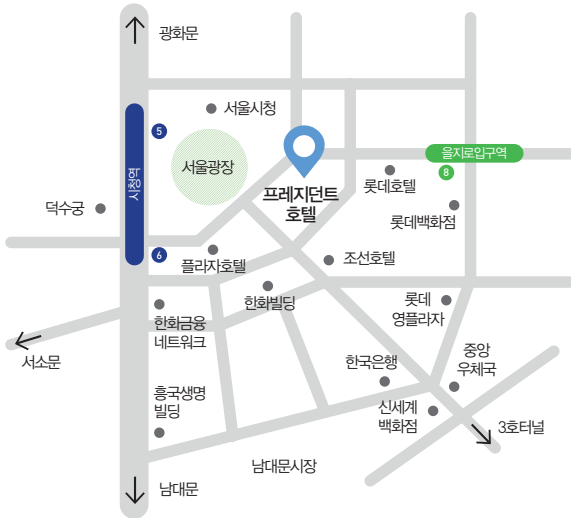 광화문
서울시청
5
시청역
서울광장
을지로입구역
8
프레지던트
호텔
롯데호텔
롯데백화점
덕수궁
6
플라자호텔
조선호텔
한화빌딩
롯데
영플라자
한화금융
네트워크
서소문
한국은행
중앙
우체국
흥국생명
빌딩
신세계
백화점
3호터널
남대문시장
남대문